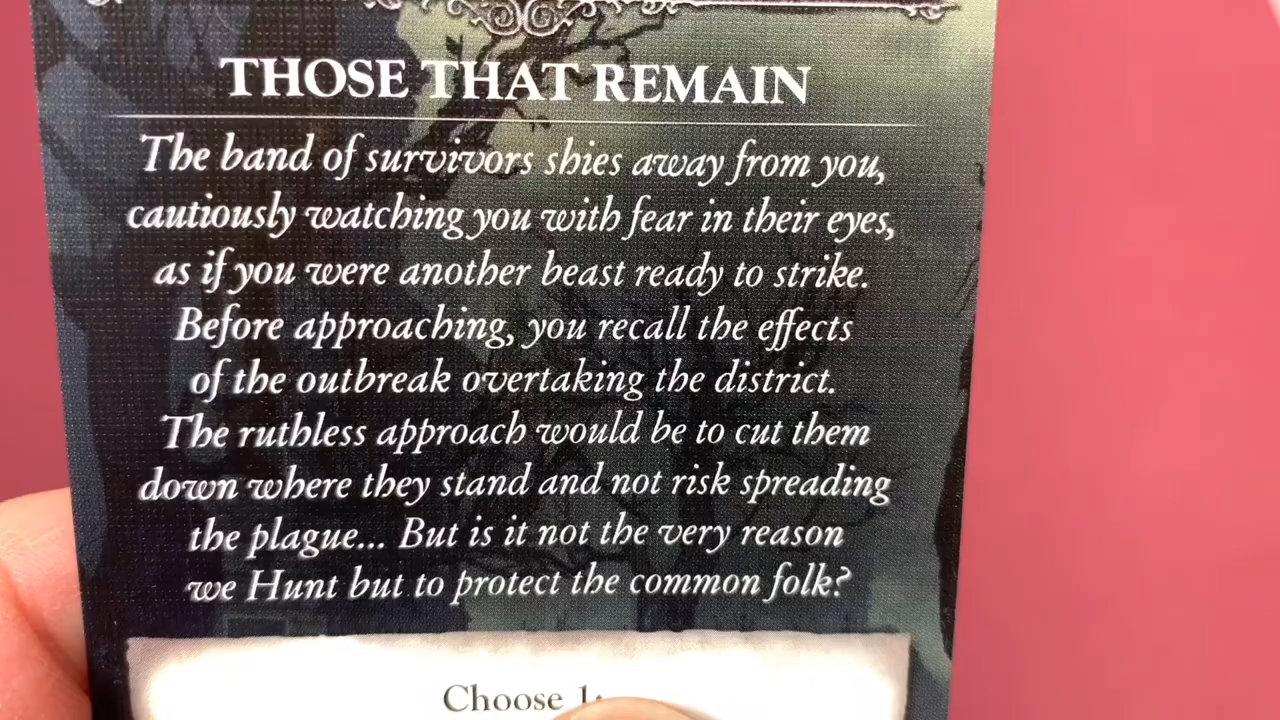 THOSE THAT REMAIN
The band of survivors shies away from you,
cautiously watching you with fear in their eyes,
as if you were another beast ready to strike.
Before approaching, you recall the effects
of the outbreak overtaking the district.
The ruthless approach would be to cut them
down where they stand and not risk spreading
the plague... But is it not the very reason
we Hunt but to protect the common folk?
Choose 1: